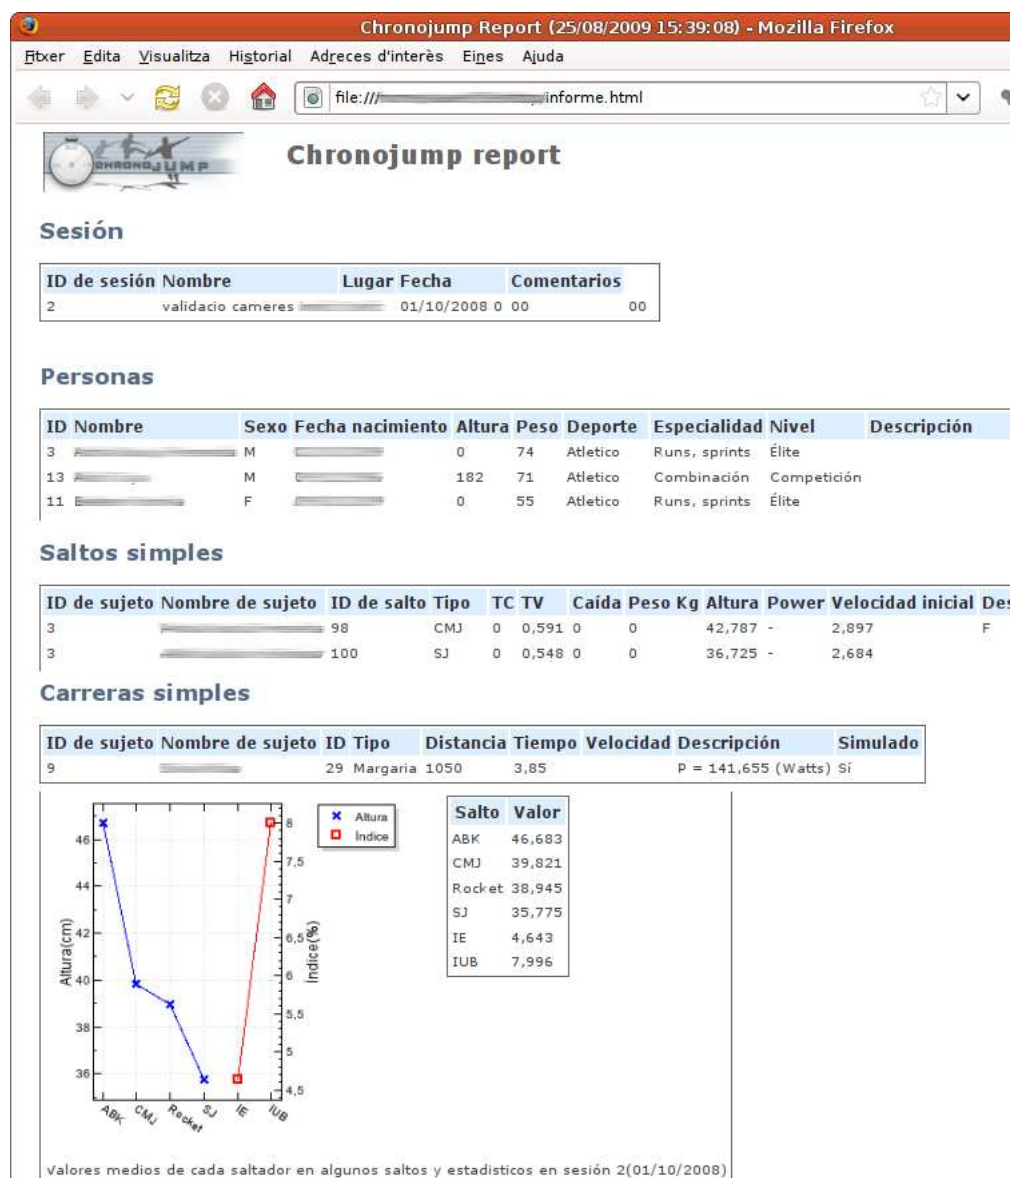 Chronojump Report (25/08/2009 15:39:08) - Mozilla Firefox
Fitxer Edita Visualitza Historial Adreces d'interès Eines Ajuda
file:/// informe.html
CHRONOJUMP
Chronojump report
Sesión
ID de sesión Nombre Lugar Fecha Comentarios
2 validacio cameres 01/10/2008 0 00 00
Personas
ID Nombre Sexo Fecha nacimiento Altura Peso Deporte Especialidad Nivel Descripción
3 M 0 74 Atletico Runs, sprints Élite
13 M 182 71 Atletico Combinación Competición
11 F 0 55 Atletico Runs, sprints Élite
Saltos simples
ID de sujeto Nombre de sujeto ID de salto Tipo TC TV Caída Peso Kg Altura Power Velocidad inicial Des
3 98 CMJ 0 0,591 0 0 42,787 - 2,897 F
3 100 SJ 0 0,548 0 0 36,725 - 2,684
Carreras simples
ID de sujeto Nombre de sujeto ID Tipo Distancia Tiempo Velocidad Descripción Simulado
9 29 Margaria 1050 3,85 P = 141,655 (Watts) Sí
Altura
Índice
46
44
42
40
38
36
Altura(cm)
8
7,5
7
6,5
6
5,5
5
4,5
Índice(%)
ABK CMJ Rocket SJ IE IUB
Salto Valor
ABK 46,683
CMJ 39,821
Rocket 38,945
SJ 35,775
IE 4,643
IUB 7,996
Valores medios de cada saltador en algunos saltos y estadisticos en sesión 2(01/10/2008)